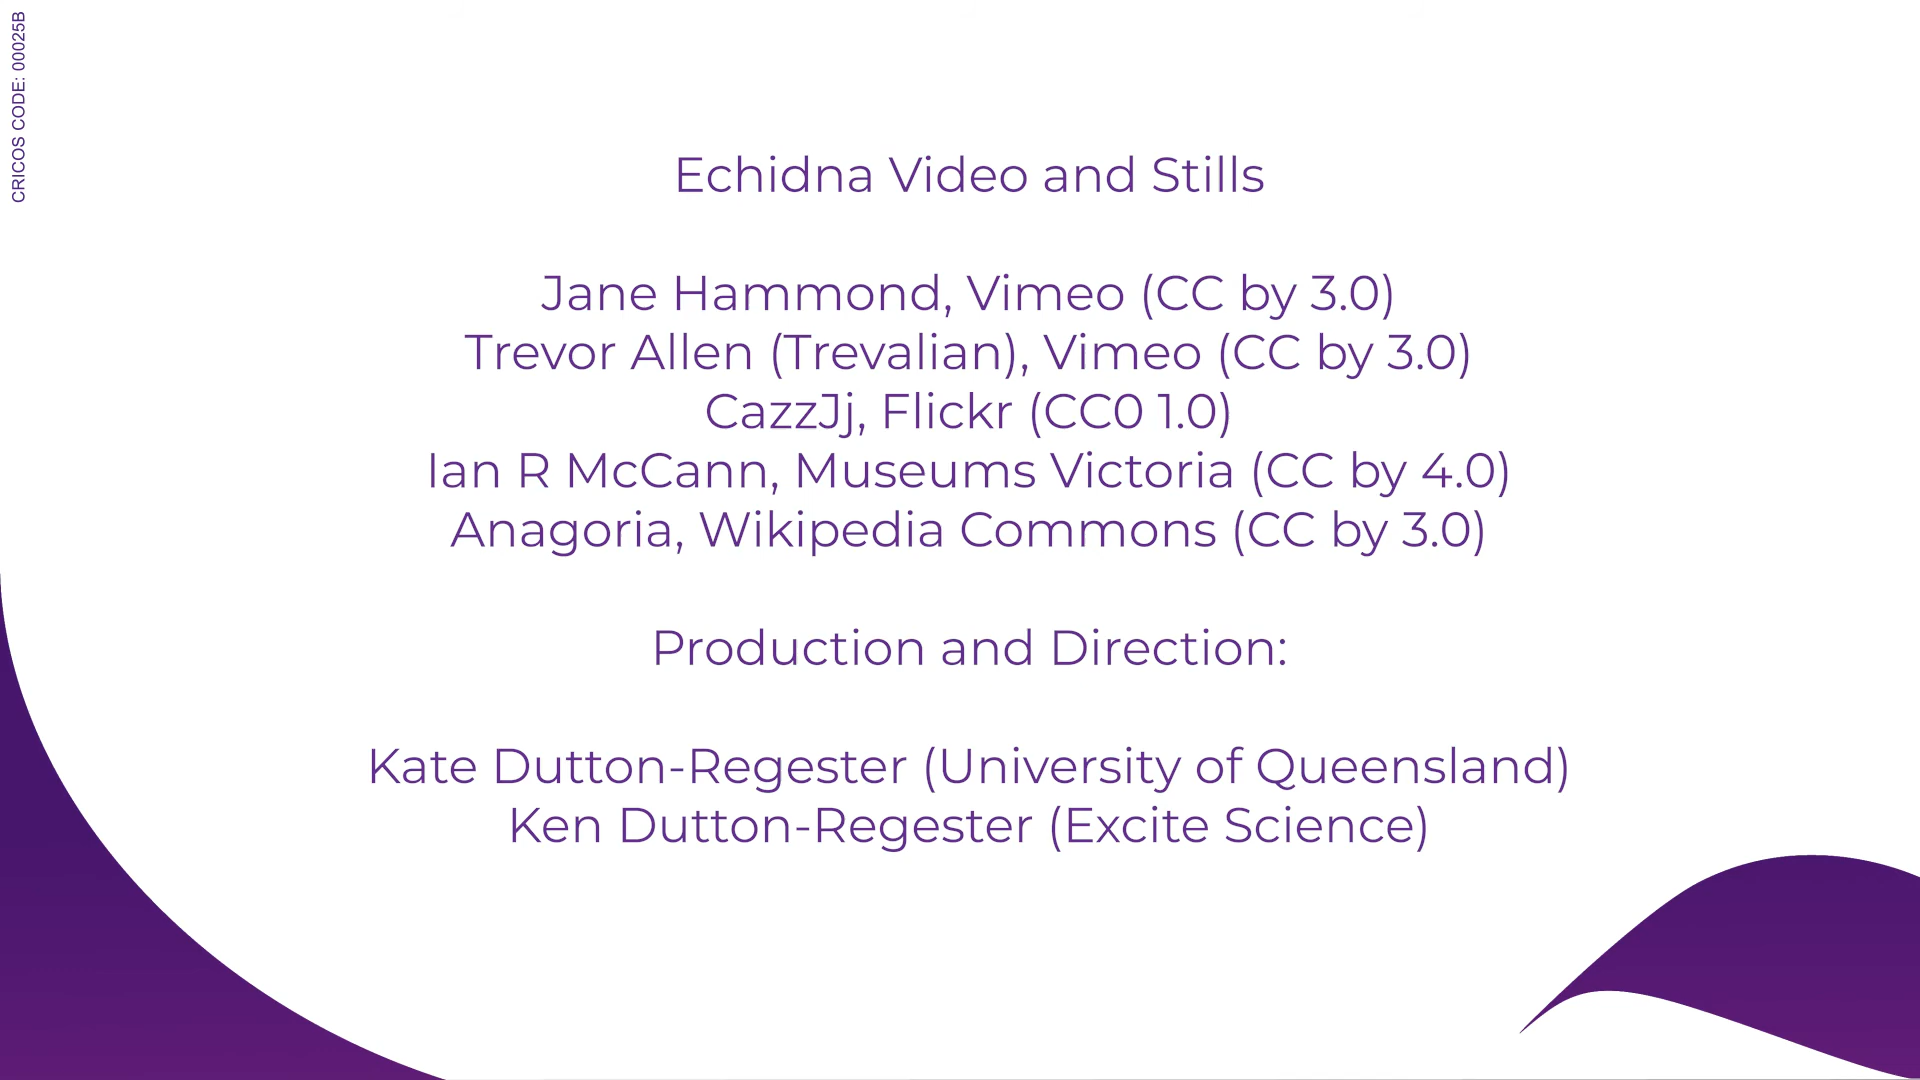 CRICOS CODE: 00025B
Echidna Video and Stills
Jane Hammond, Vimeo (CC by 3.0)
Trevor Allen (Trevalian), Vimeo (CC by 3.0)
CazzJj, Flickr (CC0 1.0)
Ian R McCann, Museums Victoria (CC by 4.0)
Anagoria, Wikipedia Commons (CC by 3.0)
Production and Direction:
Kate Dutton-Regester (University of Queensland)
Ken Dutton-Regester (Excite Science)